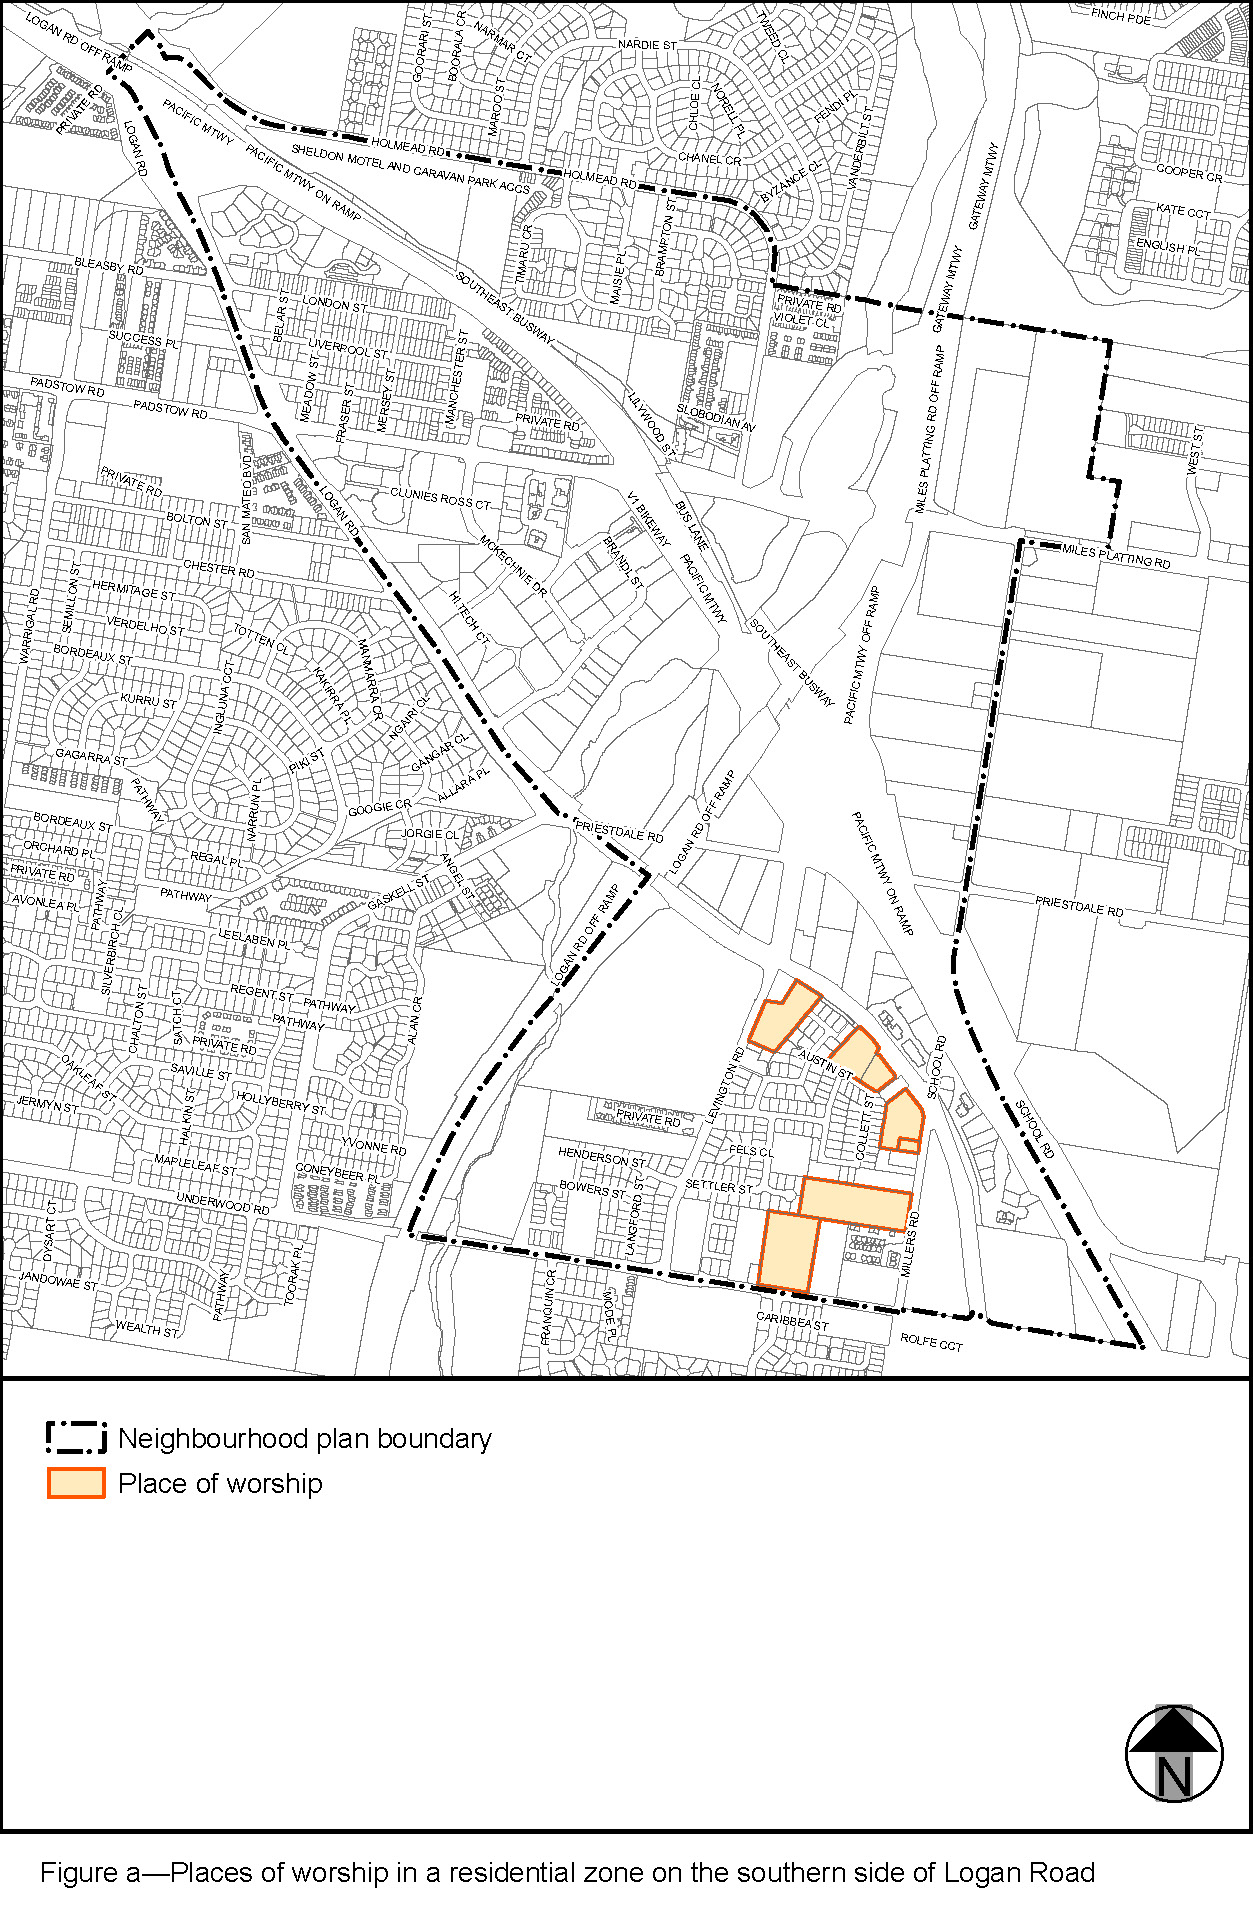 LOGAN RD OFF RAMP
PRIVATE RD
LOGAN RD
PACIFIC MTWY
PACIFIC MTWY ON RAMP
GOORARI ST
BOORALA CR
NARMAR CT
MAROO ST
NARDIE ST
TWEED CL
FINCH PDE
CHLOE CL
NORELL PL
FENDI PL
VANDERBILT ST
CHANEL CR
BYZANCE CL
GATEWAY MTWY
COOPER CR
KATE CCT
ENGLISH PL
HOLMEAD RD
SHELDON MOTEL AND CARAVAN PARK ACCS
HOLMEAD RD
TIMARU CR
MAISIE PL
BRAMPTON ST
GATEWAY MTWY
BLEASBY RD
SUCCESS PL
BELAR ST
LONDON ST
LIVERPOOL ST
SOUTHEAST BUSWAY
PRIVATE RD
VIOLET CL
PADSTOW RD
PADSTOW RD
MEADOW ST
FRASER ST
MERSEY ST
MANCHESTER ST
PRIVATE RD
LILYWOOD ST
SLOBODIAN AV
MILES PLATTING RD OFF RAMP
WEST ST
PRIVATE RD
SAN MATEO BVD
BOLTON ST
LOGAN RD
CLUNIES ROSS CT
V1 BIKEWAY
BUS LANE
PACIFIC MTWY
MCKECHNIE DR
BRANDL ST
MILES PLATTING RD
CHESTER RD
HERMITAGE ST
SEMILLON ST
WARRIGAL RD
VERDELHO ST
BORDEAUX ST
TOTTEN CL
HI-TECH CT
MANMARRA CR
KAKIRRA PL
KURRU ST
INGLUNA CCT
NGAIRI CL
GANGAR CL
ALLARA PL
SOUTHEAST BUSWAY
PACIFIC MTWY OFF RAMP
GAGARRA ST
PATHWAY
PIKI ST
WARRUN PL
GOOGIE CR
JORGIE CL
BORDEAUX ST
ORCHARD PL
PRIVATE RD
AVONLEA PL
REGAL PL
PATHWAY
PATHWAY
ANGEL ST
GASKELL ST
PRIESTDALE RD
LOGAN RD OFF RAMP
PACIFIC MTWY ON RAMP
PRIESTDALE RD
LEELABEN PL
SILVERBIRCH CL
LOGAN RD OFF RAMP
REGENT ST
PATHWAY
PATHWAY
ALAN CR
CHALTON ST
SATCH CT
PRIVATE RD
SAVILLE ST
OAKLEAF ST
JERMYN ST
HALKIN ST
HOLLYBERRY ST
YVONNE RD
MAPLELEAF ST
CONEYBEER PL
UNDERWOOD RD
LEVINGTON RD
AUSTIN ST
COLLETT ST
SCHOOL RD
SCHOOL RD
PRIVATE RD
HENDERSON ST
FELS CL
BOWERS ST
SETTLER ST
LANGFORD ST
MILLERS RD
DYSART CT
JANDOWAE ST
PATHWAY
TOORAK PL
WEALTH ST
FRANQUIN CR
MODE PL
CARIBBEA ST
ROLFE CCT
Neighbourhood plan boundary
Place of worship
N
Figure a—Places of worship in a residential zone on the southern side of Logan Road